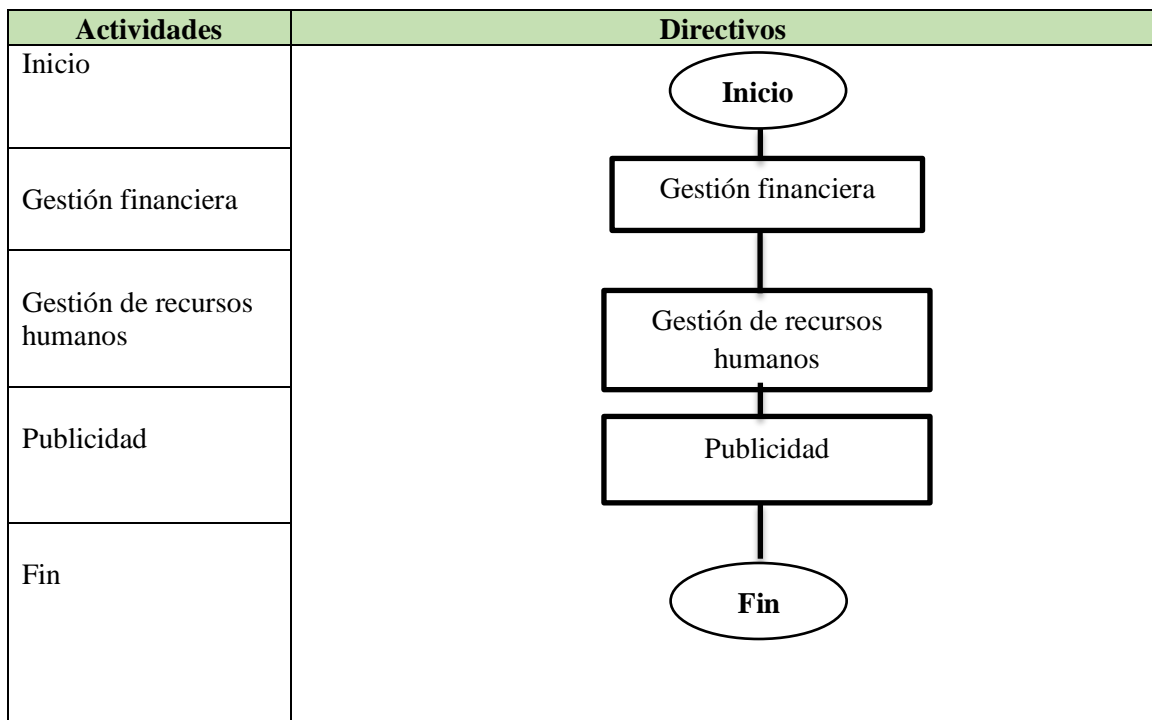 Actividades
Directivos
Inicio
Inicio
Gestión financiera
Gestión financiera
Gestión de recursos
humanos
Gestión de recursos
humanos
Publicidad
Publicidad
Fin
Fin